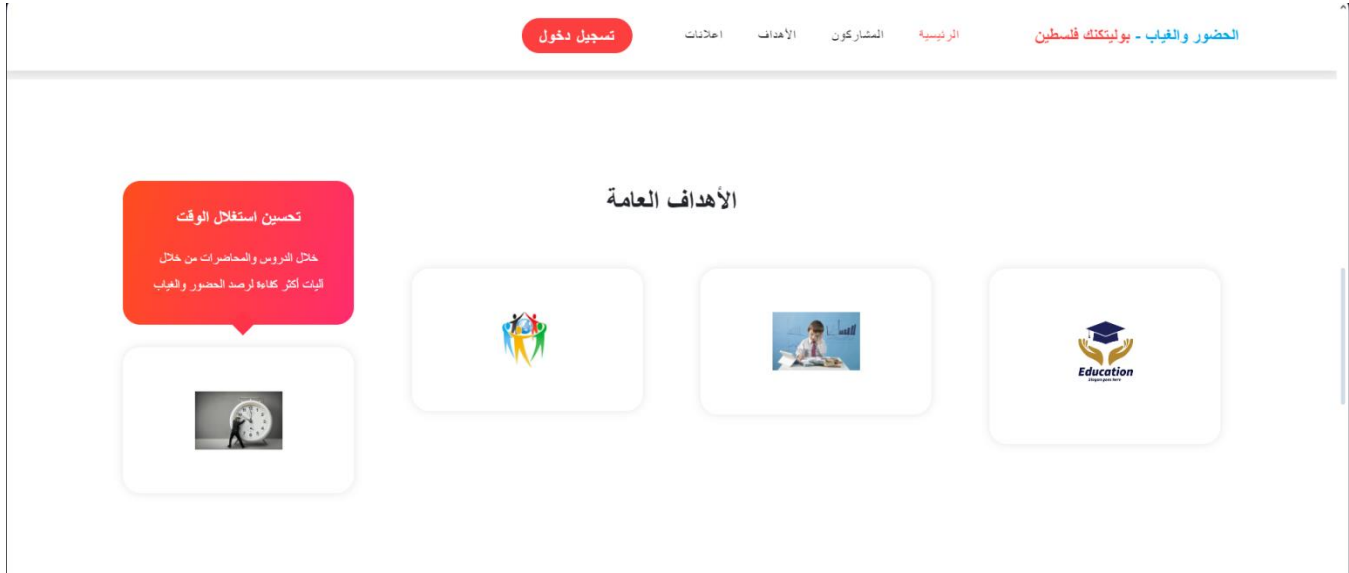 الحضور والغياب - بوليتكنك فلسطين
الرئيسية
المشاركون
الأهداف
اعلانات
تسجيل دخول
الأهداف العامة
تحسين استغلال الوقت
خلال الدروس والمحاضرات من خلال
آليات أكثر كفاءة لرصد الحضور والغياب
Education